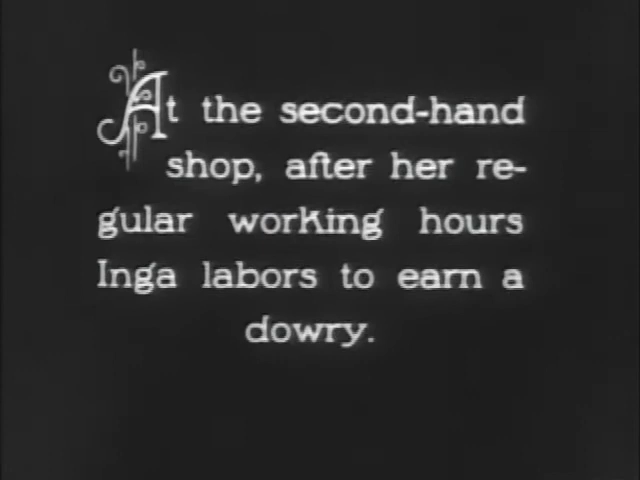 At the second-hand
shop, after her re-
gular working hours
Inga labors to earn a
dowry.